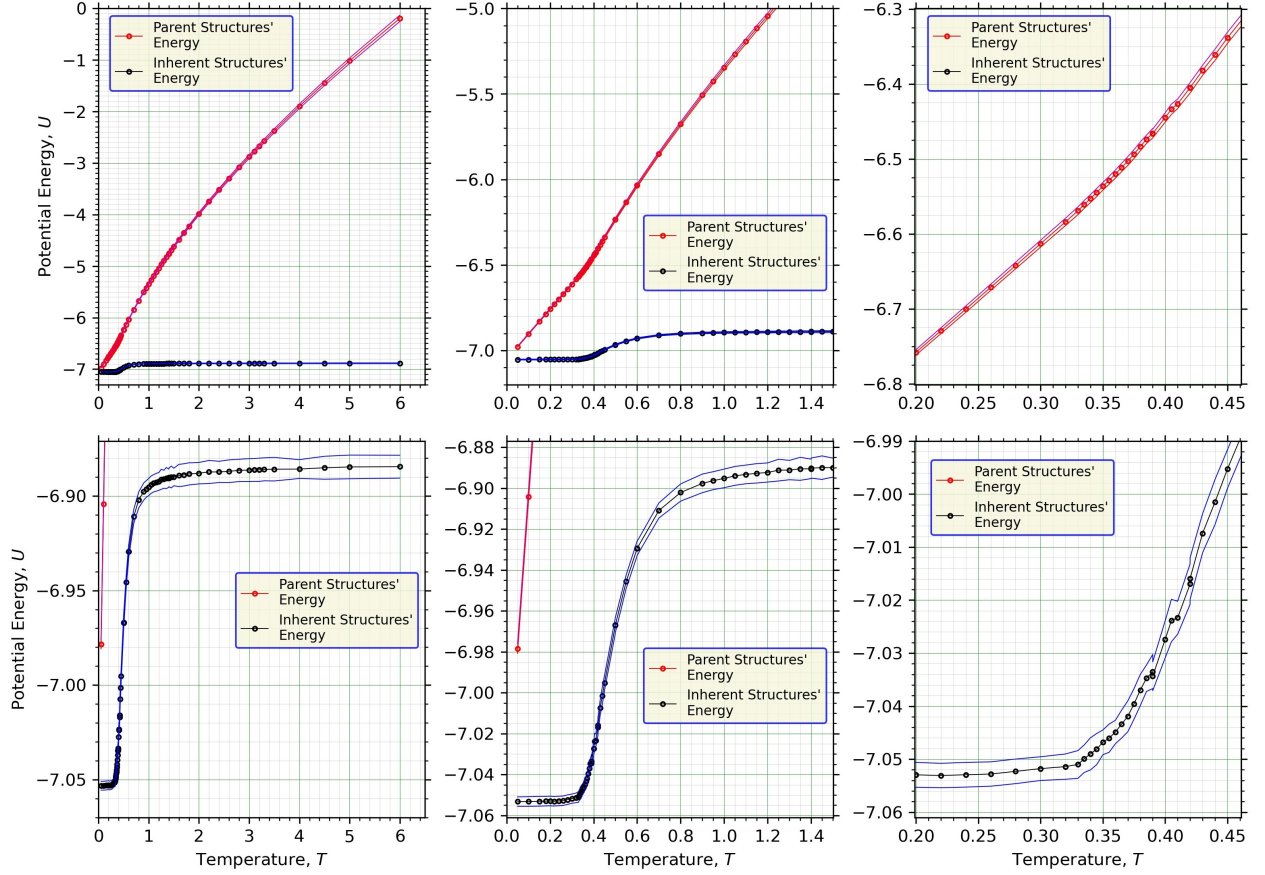 0
−1
−2
−3
−4
−5
−6
−7
Potential Energy, U
Parent Structures'
Energy
Inherent Structures'
Energy
0 1 2 3 4 5 6
−5.0
−5.5
−6.0
−6.5
−7.0
Parent Structures'
Energy
Inherent Structures'
Energy
0.0 0.2 0.4 0.6 0.8 1.0 1.2 1.4
−6.3
−6.4
−6.5
−6.6
−6.7
−6.8
Parent Structures'
Energy
Inherent Structures'
Energy
0.20 0.25 0.30 0.35 0.40 0.45
−6.90
−6.95
−7.00
−7.05
Potential Energy, U
Parent Structures'
Energy
Inherent Structures'
Energy
0 1 2 3 4 5 6
Temperature, T
−6.88
−6.90
−6.92
−6.94
−6.96
−6.98
−7.00
−7.02
−7.04
−7.06
Parent Structures'
Energy
Inherent Structures'
Energy
0.0 0.2 0.4 0.6 0.8 1.0 1.2 1.4
Temperature, T
−6.99
−7.00
−7.01
−7.02
−7.03
−7.04
−7.05
−7.06
Parent Structures'
Energy
Inherent Structures'
Energy
0.20 0.25 0.30 0.35 0.40 0.45
Temperature, T